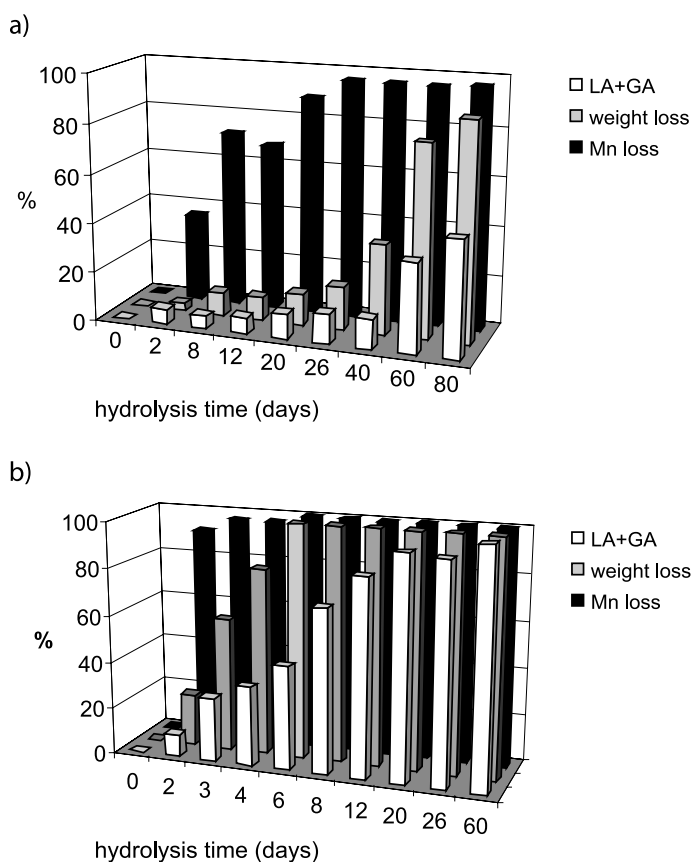 a)
100
80
60
40
20
0
%
0 2 8 12 20 26 40 60 80
hydrolysis time (days)
LA+GA
weight loss
Mn loss
b)
100
80
60
40
20
0
%
0 2 3 4 6 8 12 20 26 60
hydrolysis time (days)
LA+GA
weight loss
Mn loss